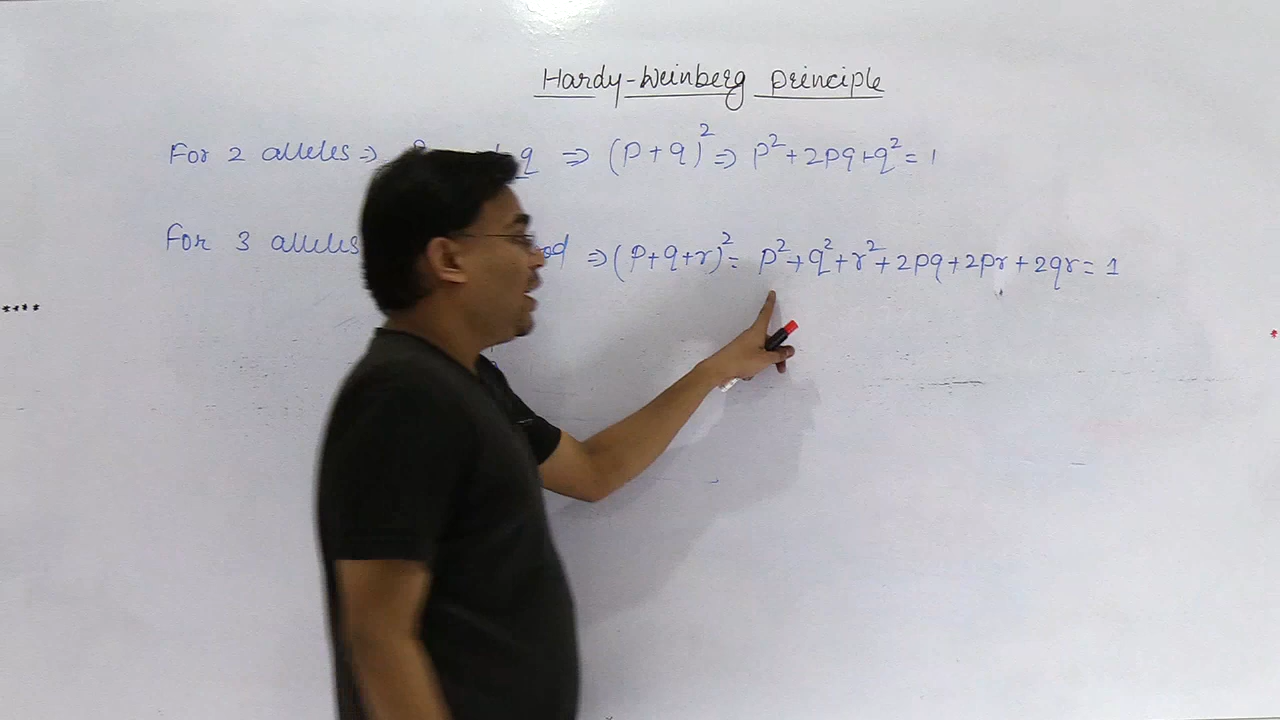 Hardy-Weinberg principle
For 2 alleles ⇒ q ⇒ (p+q)² ⇒ p²+2pq+q²=1
For 3 alleles ⇒ (p+q+r)² = p²+q²+r²+2pq+2pr+2qr=1
****
*